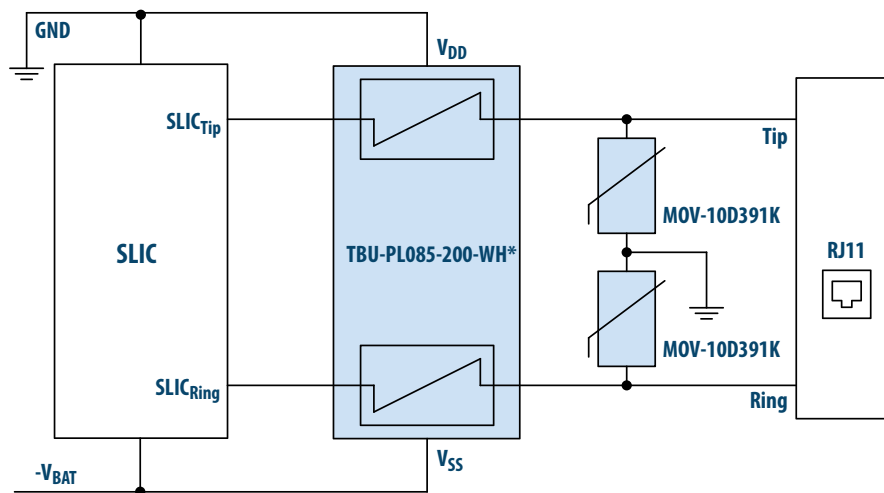 GND
VDD
SLICTip
Tip
MOV-10D391K
SLIC
TBU-PL085-200-WH*
RJ11
MOV-10D391K
SLICRing
Ring
-VBAT
VSS